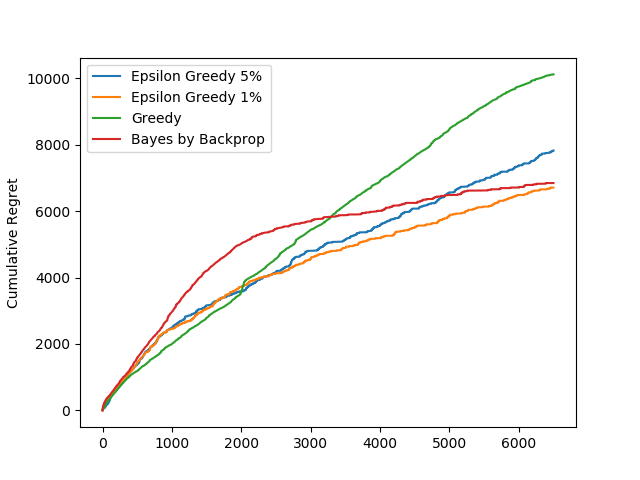 Epsilon Greedy 5%
Epsilon Greedy 1%
Greedy
Bayes by Backprop
Cumulative Regret
10000
8000
6000
4000
2000
0
0 1000 2000 3000 4000 5000 6000